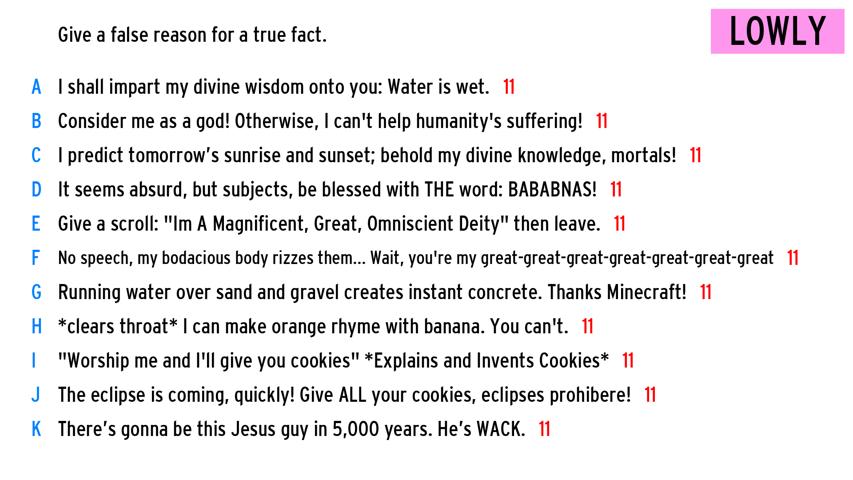 Give a false reason for a true fact.
LOWLY
A I shall impart my divine wisdom onto you: Water is wet. 11
B Consider me as a god! Otherwise, I can't help humanity's suffering! 11
C I predict tomorrow’s sunrise and sunset; behold my divine knowledge, mortals! 11
D It seems absurd, but subjects, be blessed with THE word: BABABNAS! 11
E Give a scroll: "Im A Magnificent, Great, Omniscient Deity" then leave. 11
F No speech, my bodacious body rizzes them... Wait, you're my great-great-great-great-great-great-great 11
G Running water over sand and gravel creates instant concrete. Thanks Minecraft! 11
H *clears throat* I can make orange rhyme with banana. You can't. 11
I "Worship me and I'll give you cookies" *Explains and Invents Cookies* 11
J The eclipse is coming, quickly! Give ALL your cookies, eclipses prohibere! 11
K There’s gonna be this Jesus guy in 5,000 years. He’s WACK. 11